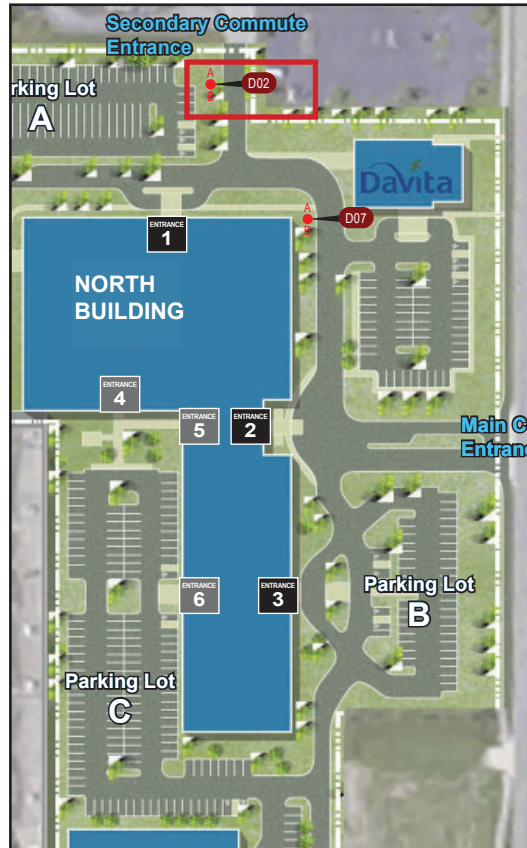 Secondary Commute
Entrance
A
D02
B
rking Lot
A
DaVita
A
D07
B
ENTRANCE
1
NORTH
BUILDING
ENTRANCE
4
ENTRANCE
5
ENTRANCE
2
Main C
Entranc
ENTRANCE
6
ENTRANCE
3
Parking Lot
B
Parking Lot
C